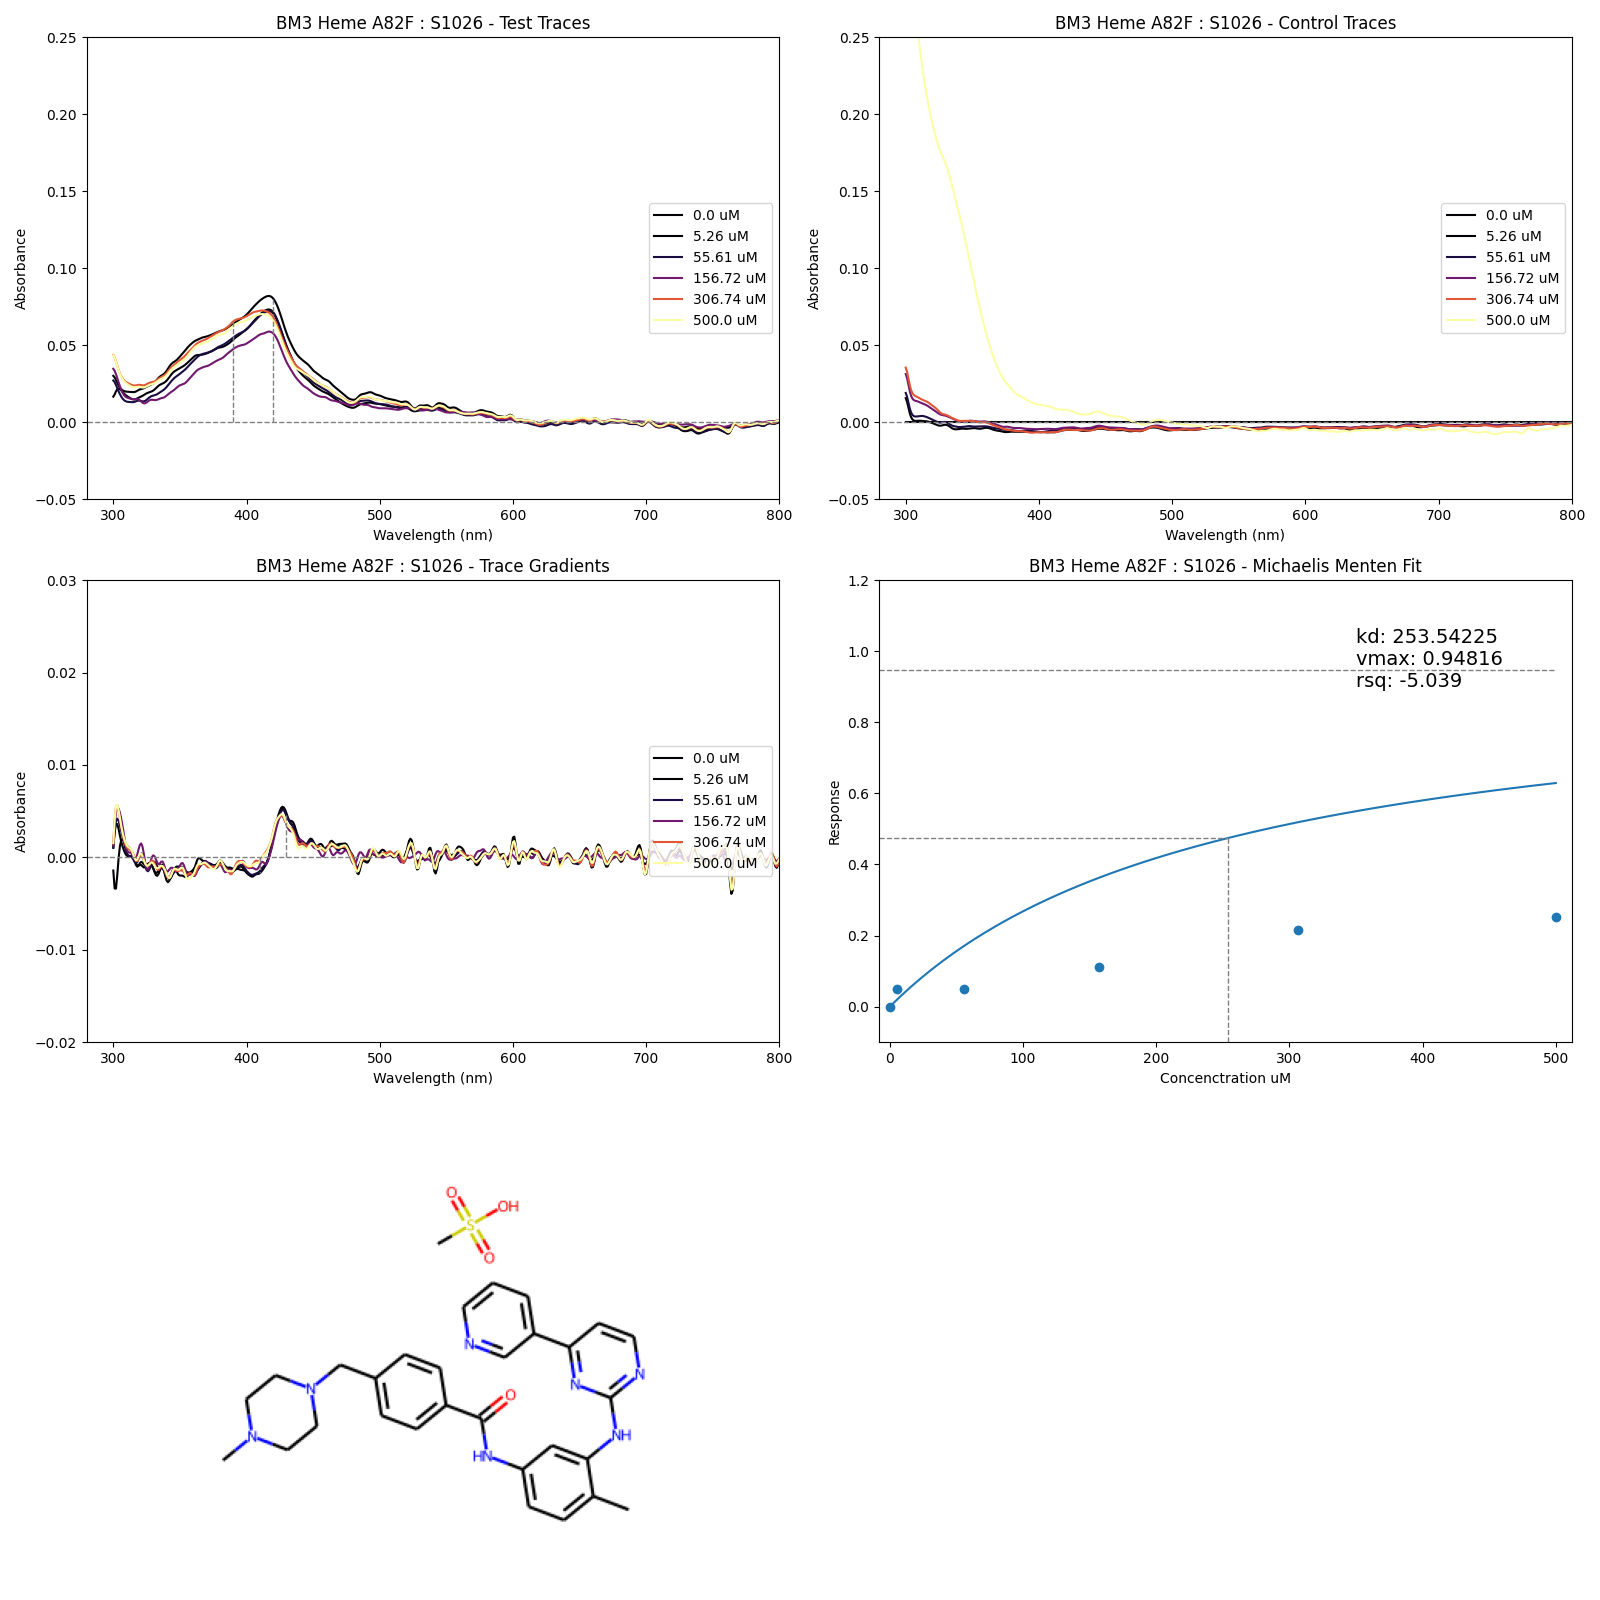 BM3 Heme A82F : S1026 - Test Traces
0.25
0.20
0.15
0.10
0.05
0.00
−0.05
Absorbance
300 400 500 600 700 800
Wavelength (nm)
0.0 uM
5.26 uM
55.61 uM
156.72 uM
306.74 uM
500.0 uM
BM3 Heme A82F : S1026 - Control Traces
0.25
0.20
0.15
0.10
0.05
0.00
−0.05
Absorbance
300 400 500 600 700 800
Wavelength (nm)
0.0 uM
5.26 uM
55.61 uM
156.72 uM
306.74 uM
500.0 uM
BM3 Heme A82F : S1026 - Trace Gradients
0.03
0.02
0.01
0.00
−0.01
−0.02
Absorbance
300 400 500 600 700 800
Wavelength (nm)
0.0 uM
5.26 uM
55.61 uM
156.72 uM
306.74 uM
500.0 uM
BM3 Heme A82F : S1026 - Michaelis Menten Fit
1.2
1.0
0.8
0.6
0.4
0.2
0.0
Response
kd: 253.54225
vmax: 0.94816
rsq: -5.039
0 100 200 300 400 500
Concenctration uM
O
OH
S
O
N
N
N
N
O
N
NH
HN